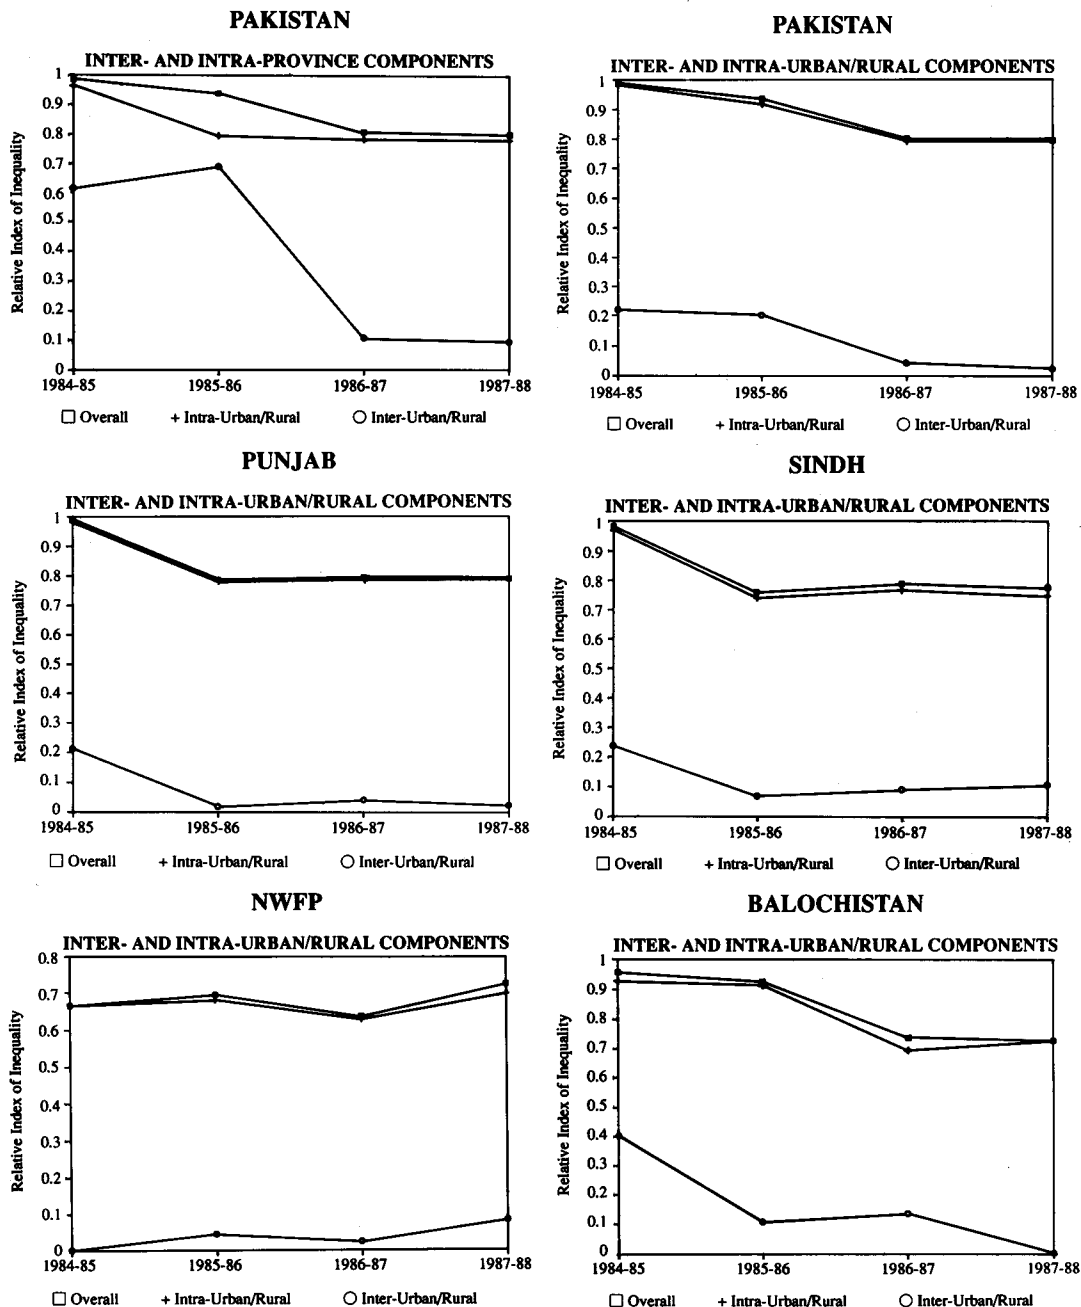 PAKISTAN
INTER- AND INTRA-PROVINCE COMPONENTS
Relative Index of Inequality
1
0.9
0.8
0.7
0.6
0.5
0.4
0.3
0.2
0.1
0
1984-85 1985-86 1986-87 1987-88
□ Overall + Intra-Urban/Rural ○ Inter-Urban/Rural
PAKISTAN
INTER- AND INTRA-URBAN/RURAL COMPONENTS
Relative Index of Inequality
1
0.9
0.8
0.7
0.6
0.5
0.4
0.3
0.2
0.1
0
1984-85 1985-86 1986-87 1987-88
□ Overall + Intra-Urban/Rural ○ Inter-Urban/Rural
PUNJAB
INTER- AND INTRA-URBAN/RURAL COMPONENTS
Relative Index of Inequality
1
0.9
0.8
0.7
0.6
0.5
0.4
0.3
0.2
0.1
0
1984-85 1985-86 1986-87 1987-88
□ Overall + Intra-Urban/Rural ○ Inter-Urban/Rural
SINDH
INTER- AND INTRA-URBAN/RURAL COMPONENTS
Relative Index of Inequality
1
0.9
0.8
0.7
0.6
0.5
0.4
0.3
0.2
0.1
0
1984-85 1985-86 1986-87 1987-88
□ Overall + Intra-Urban/Rural ○ Inter-Urban/Rural
NWFP
INTER- AND INTRA-URBAN/RURAL COMPONENTS
Relative Index of Inequality
0.8
0.7
0.6
0.5
0.4
0.3
0.2
0.1
0
1984-85 1985-86 1986-87 1987-88
□ Overall + Intra-Urban/Rural ○ Inter-Urban/Rural
BALOCHISTAN
INTER- AND INTRA-URBAN/RURAL COMPONENTS
Relative Index of Inequality
1
0.9
0.8
0.7
0.6
0.5
0.4
0.3
0.2
0.1
0
1984-85 1985-86 1986-87 1987-88
□ Overall + Intra-Urban/Rural ○ Inter-Urban/Rural